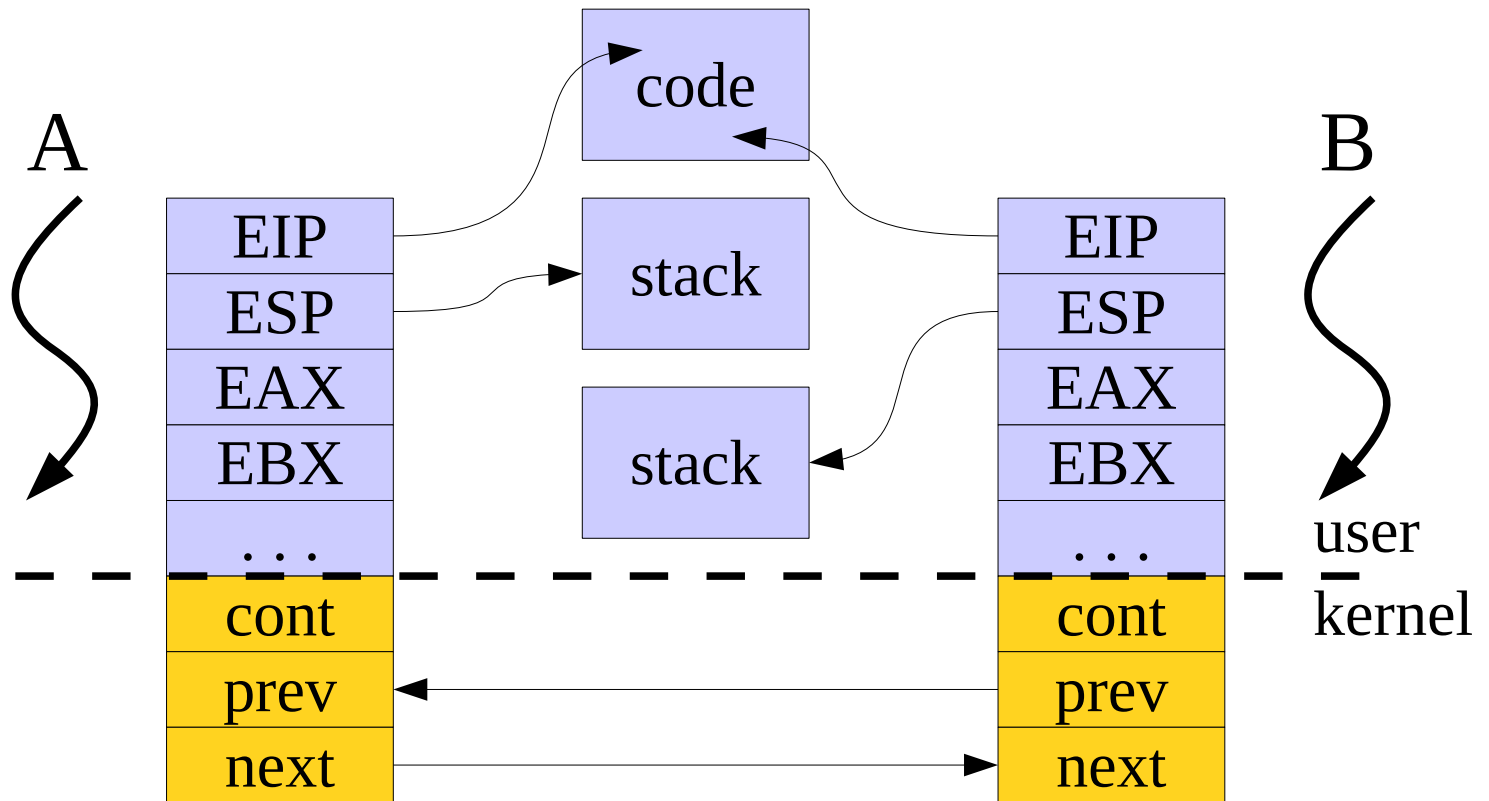 code
A
B
EIP
ESP
EAX
EBX
. . .
cont
prev
next
stack
stack
EIP
ESP
EAX
EBX
. . .
cont
prev
next
user
kernel